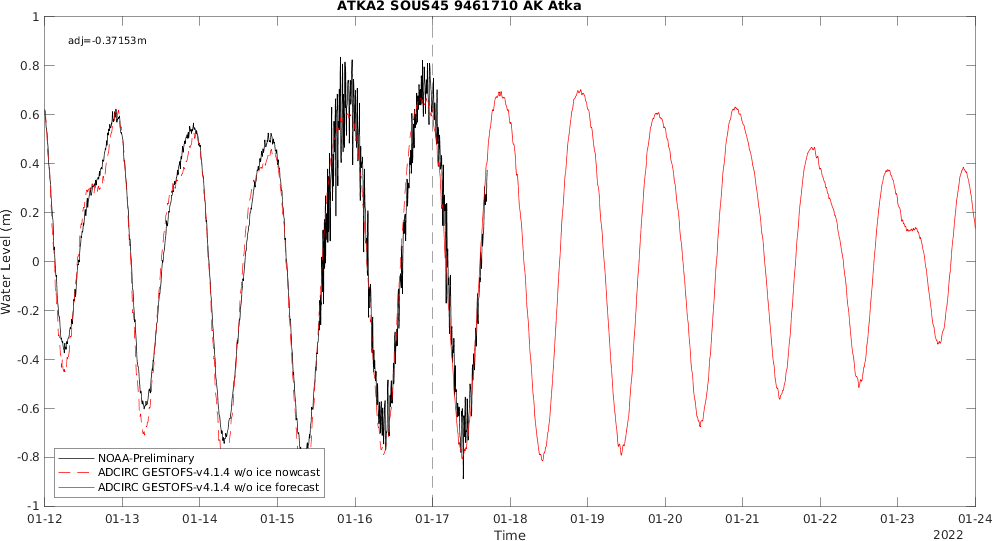 ATKA2 SOUS45 9461710 AK Atka
adj=-0.37153m
1
0.8
0.6
0.4
0.2
0
-0.2
-0.4
-0.6
-0.8
-1
Water Level (m)
NOAA-Preliminary
ADCIRC GESTOFS-v4.1.4 w/o ice nowcast
ADCIRC GESTOFS-v4.1.4 w/o ice forecast
01-12 01-13 01-14 01-15 01-16 01-17 01-18 01-19 01-20 01-21 01-22 01-23 01-24
Time
2022